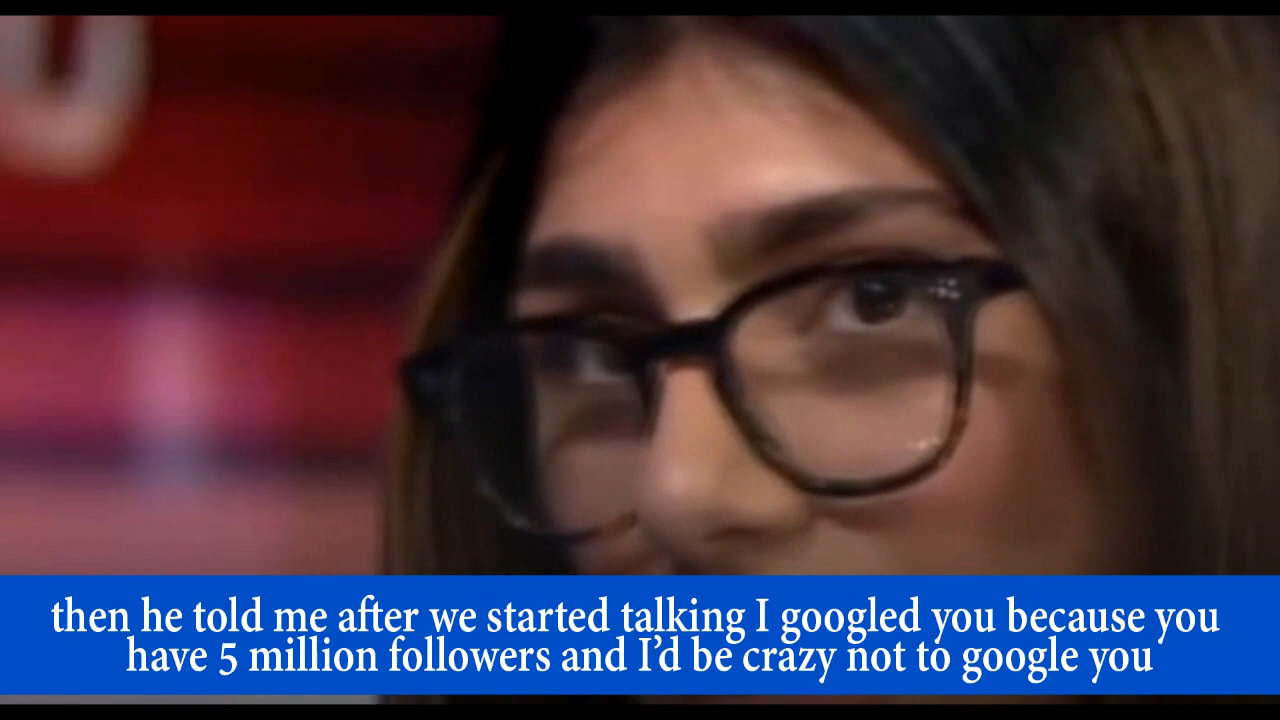 then he told me after we started talking I googled you because you
have 5 million followers and I'd be crazy not to google you